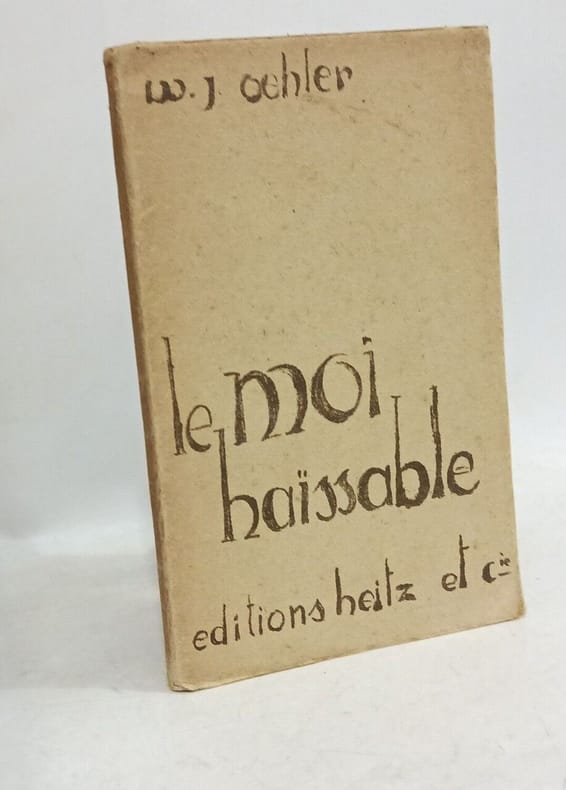 w. j. oehler
le moi
haïssable
editions heitz et cie